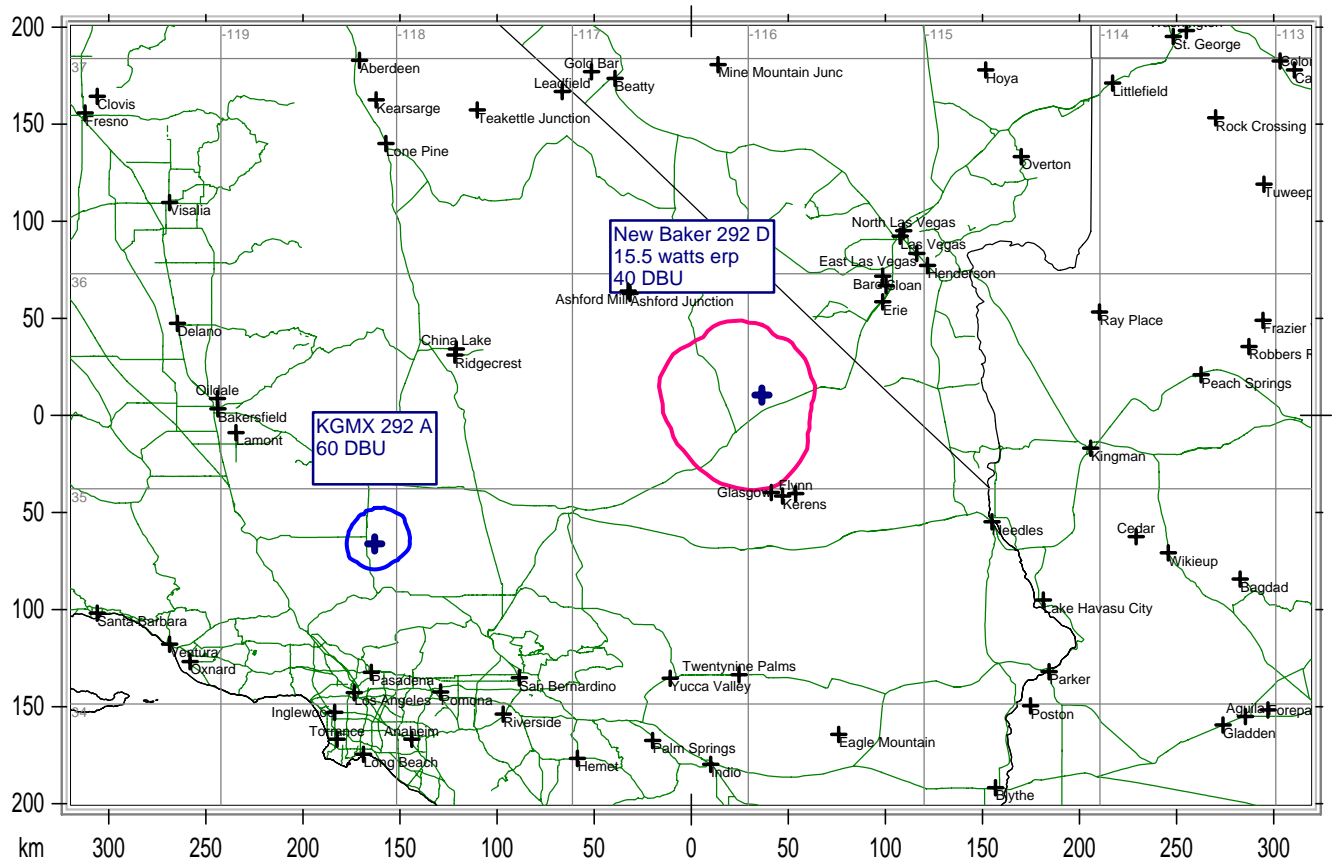 200
-119
-118
-117
-116
-115
-114
-113
St. George
37
Aberdeen
Gold Bar
Mine Mountain Junc
Hoya
Leadfield
Beatty
Littlefield
Clovis
Kearsarge
Teakettle Junction
150
Fresno
Rock Crossing
Lone Pine
Overton
Tuweep
Visalia
100
North Las Vegas
Las Vegas
New Baker 292 D
15.5 watts erp
40 DBU
East Las Vegas
Henderson
36
Sloan
Ashford Mill
Ashford Junction
Erie
50
Delano
Ray Place
Frazier
China Lake
Ridgecrest
Robbers R
Peach Springs
Oildale
0
Bakersfield
KGMX 292 A
60 DBU
Lamont
Kingman
35
Glasgow
Flynn
Kerens
50
Needles
Cedar
Wikieup
Bagdad
100
Santa Barbara
Lake Havasu City
Ventura
Oxnard
Pasadena
San Bernardino
Twentynine Palms
Yucca Valley
Parker
Los Angeles
Pomona
150
34
Inglewood
Riverside
Poston
Aguila
Forepa
Gladden
Torrance
Anaheim
Palm Springs
Eagle Mountain
Long Beach
Hemet
Indio
Blythe
200
km
300
250
200
150
100
50
0
50
100
150
200
250
300